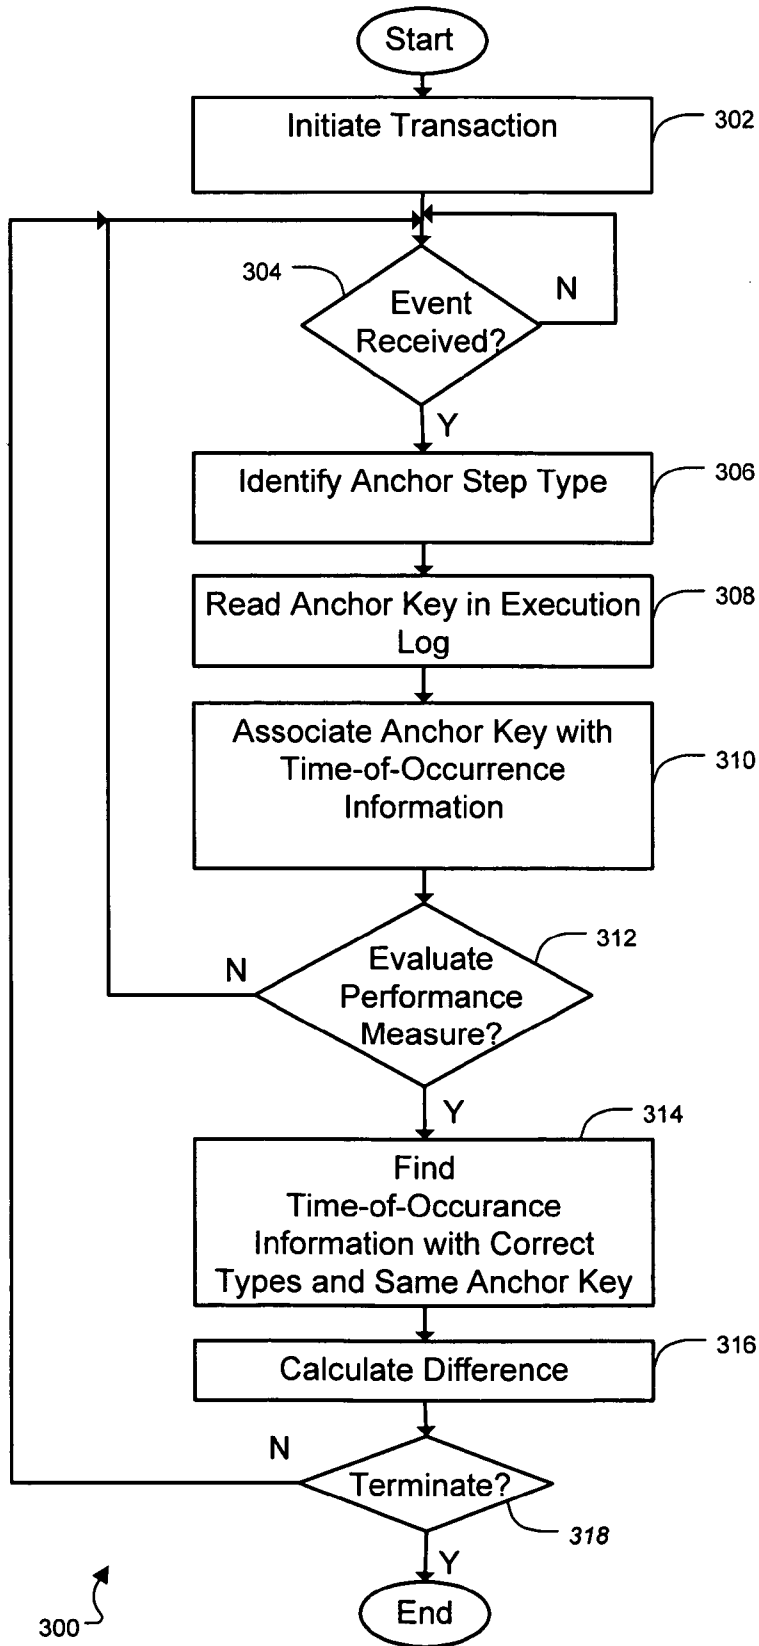 Start
Initiate Transaction
302
304
Event
Received?
N
Y
Identify Anchor Step Type
306
Read Anchor Key in Execution
Log
308
Associate Anchor Key with
Time-of-Occurrence
Information
310
Evaluate
Performance
Measure?
312
N
Y
314
Find
Time-of-Occurance
Information with Correct
Types and Same Anchor Key
Calculate Difference
316
N
Terminate?
318
Y
End
300